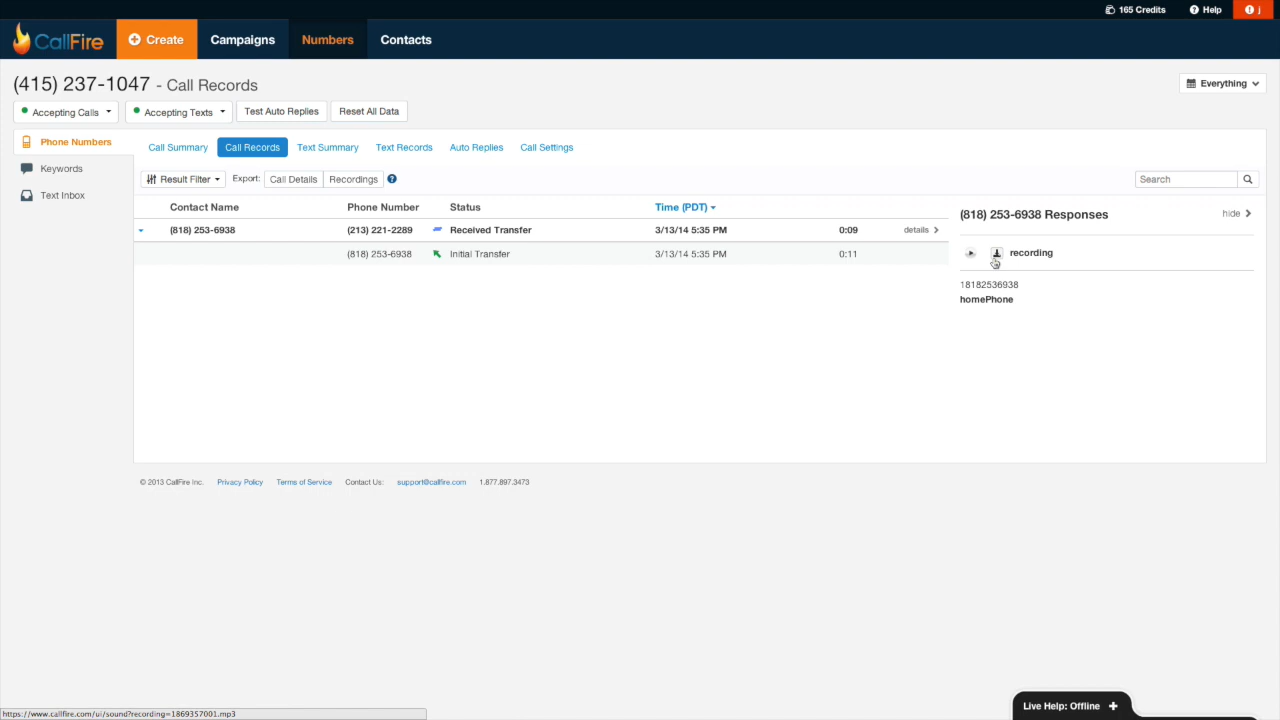 165 Credits Help j
CallFire Create Campaigns Numbers Contacts
(415) 237-1047 - Call Records Everything
Accepting Calls Accepting Texts Test Auto Replies Reset All Data
Phone Numbers
Keywords
Text Inbox
Call Summary Call Records Text Summary Text Records Auto Replies Call Settings
Result Filter Export: Call Details Recordings ? Search
Contact Name Phone Number Status Time (PDT)
(818) 253-6938 (213) 221-2289 Received Transfer 3/13/14 5:35 PM 0:09 details
(818) 253-6938 Initial Transfer 3/13/14 5:35 PM 0:11
(818) 253-6938 Responses hide
recording
18182536938
homePhone
© 2013 CallFire Inc. Privacy Policy Terms of Service Contact Us: support@callfire.com 1.877.897.3473
Live Help: Offline +
https://www.callfire.com/ui/sound?recording=1869357001.mp3